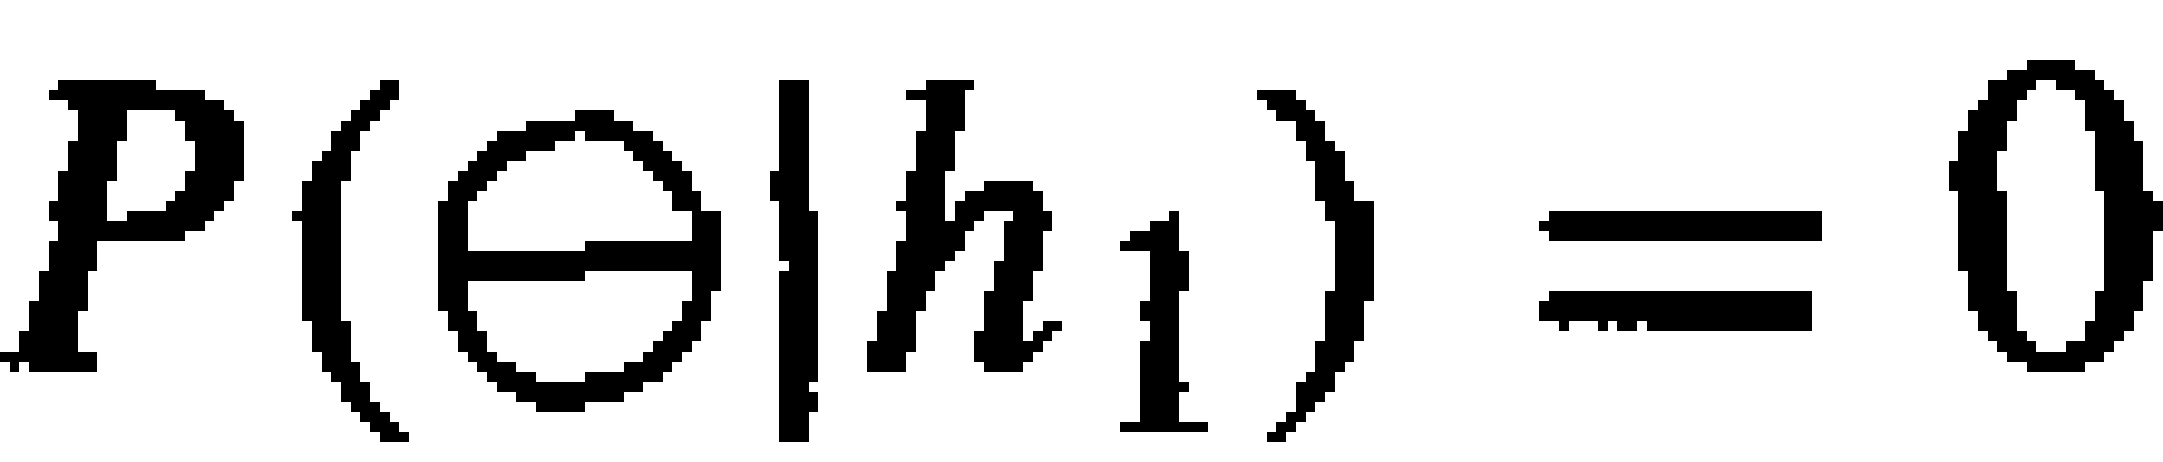 P(⊖|h₁) = 0